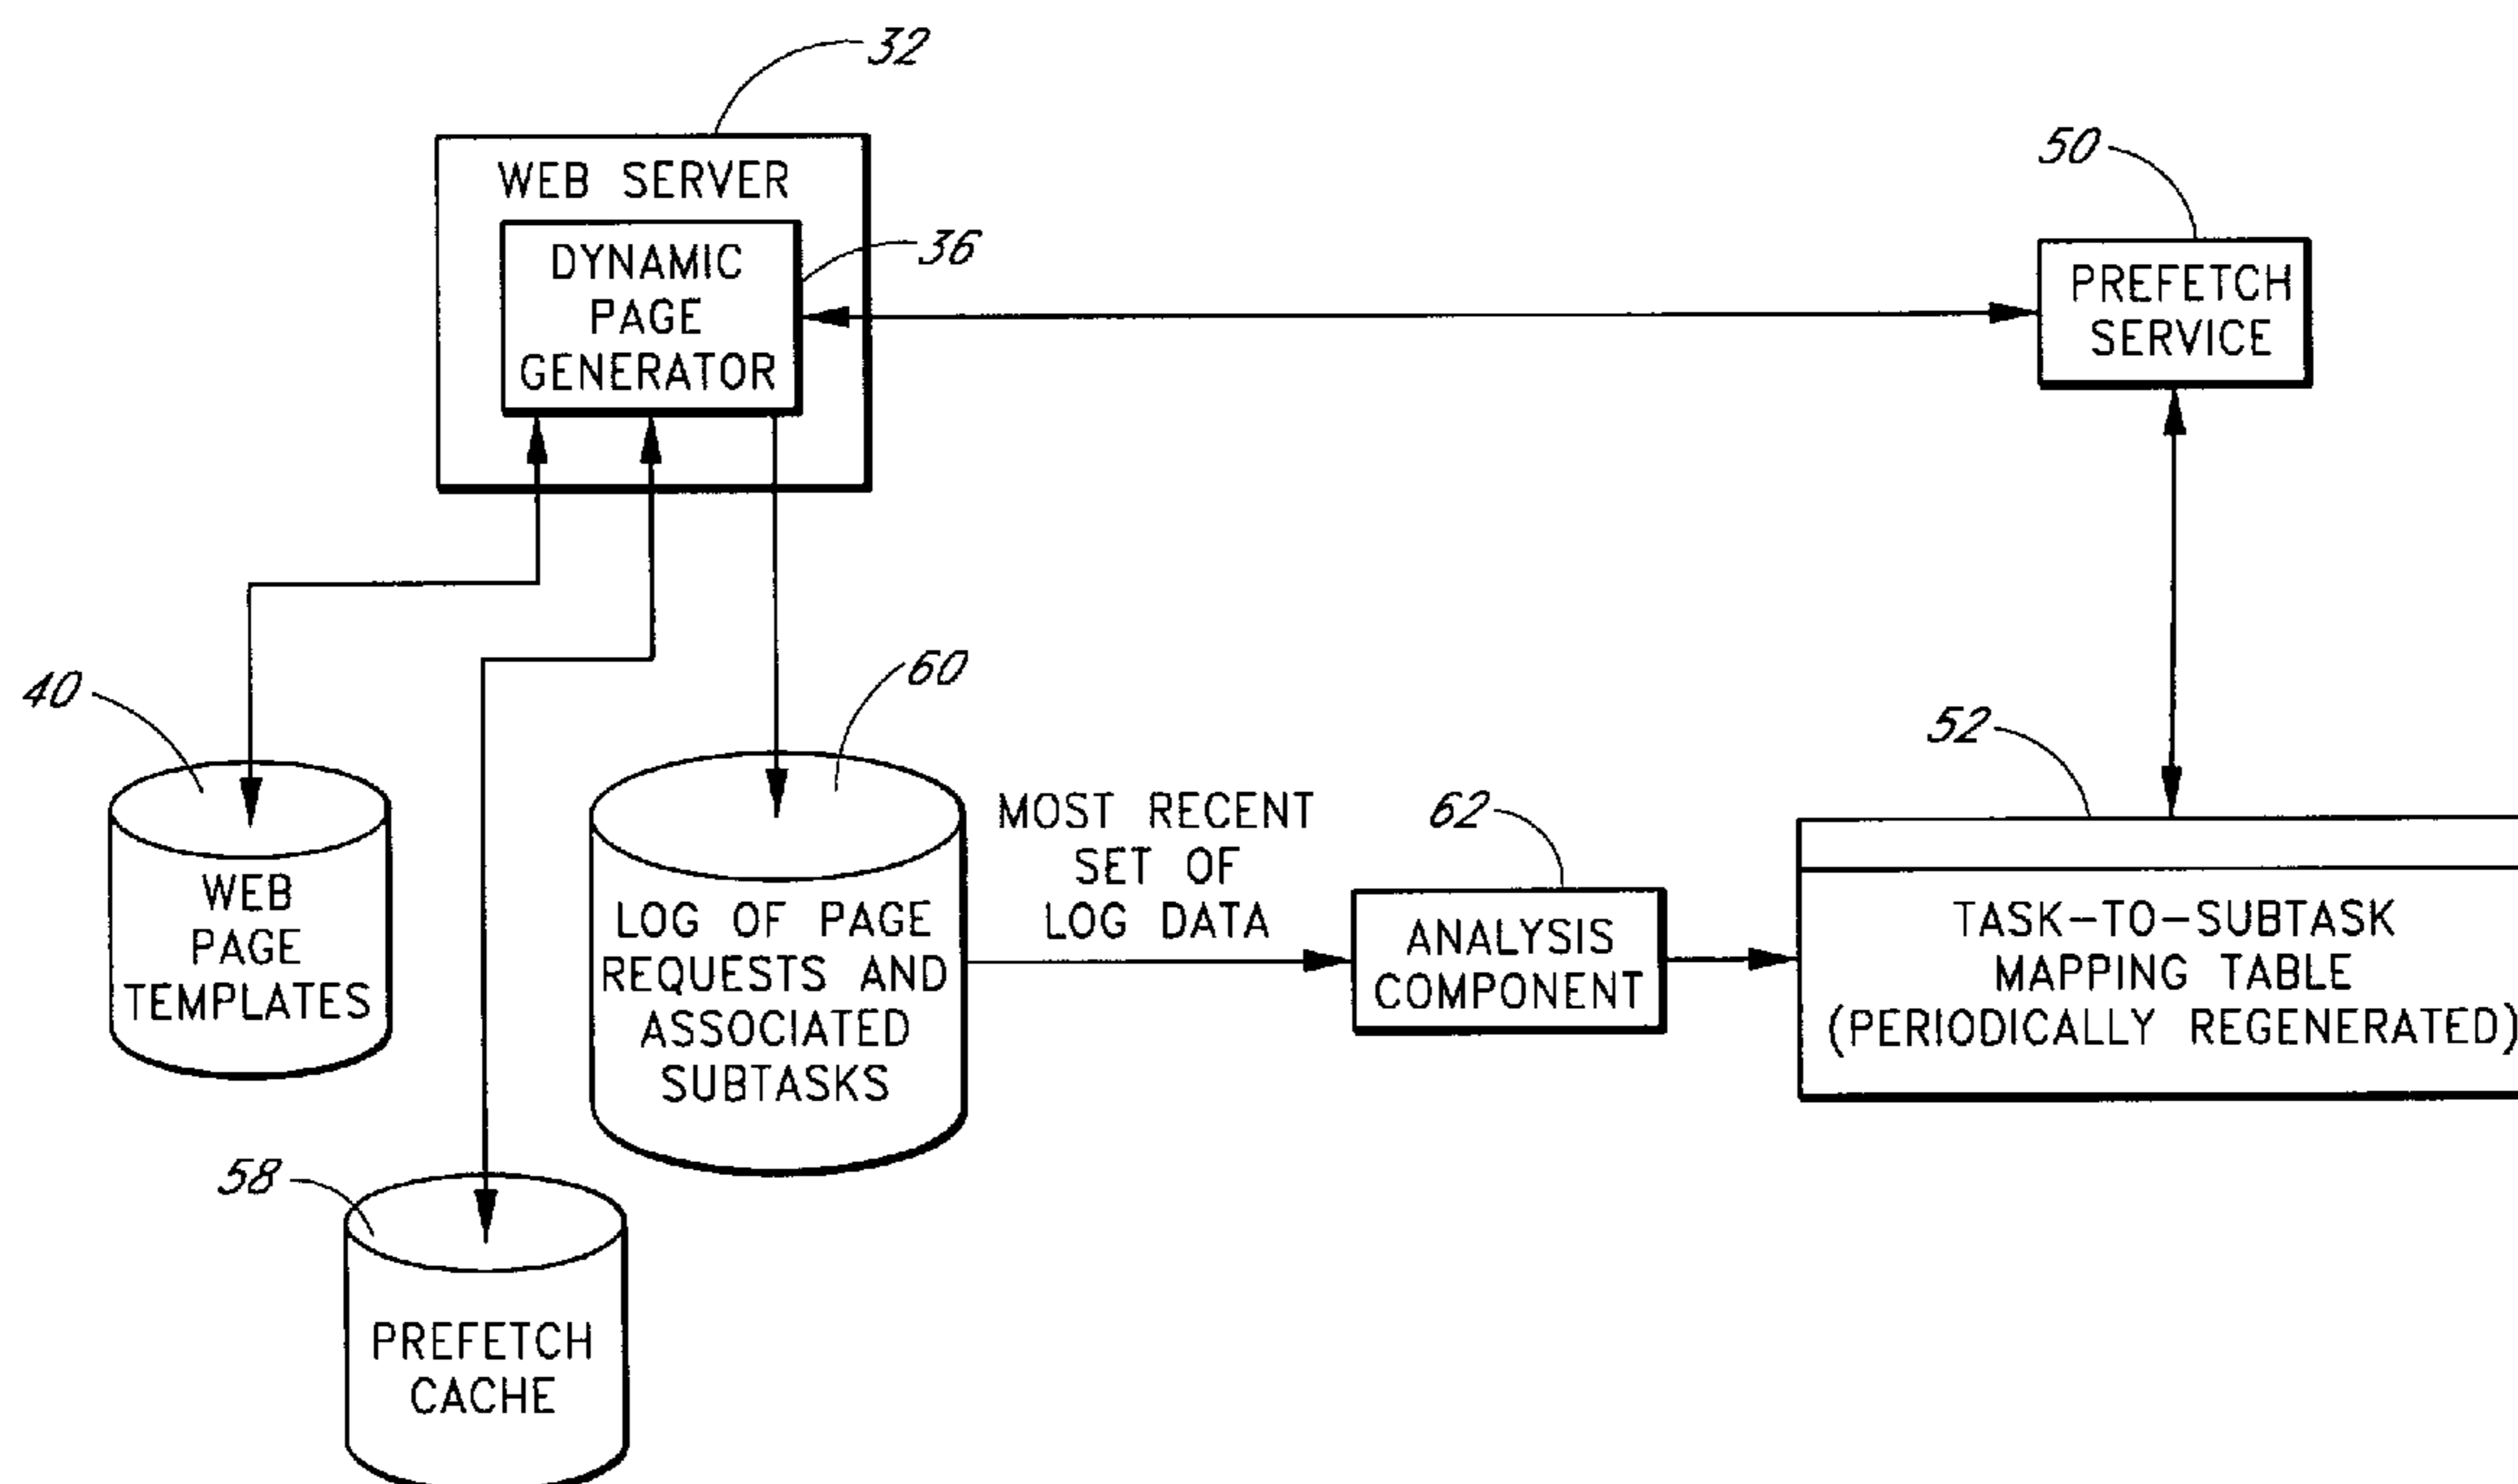 32
WEB SERVER
50
36
DYNAMIC
PAGE
GENERATOR
PREFETCH
SERVICE
40
60
52
62
MOST RECENT
SET OF
LOG DATA
WEB
PAGE
TEMPLATES
LOG OF PAGE
REQUESTS AND
ASSOCIATED
SUBTASKS
ANALYSIS
COMPONENT
TASK-TO-SUBTASK
MAPPING TABLE
(PERIODICALLY REGENERATED)
58
PREFETCH
CACHE